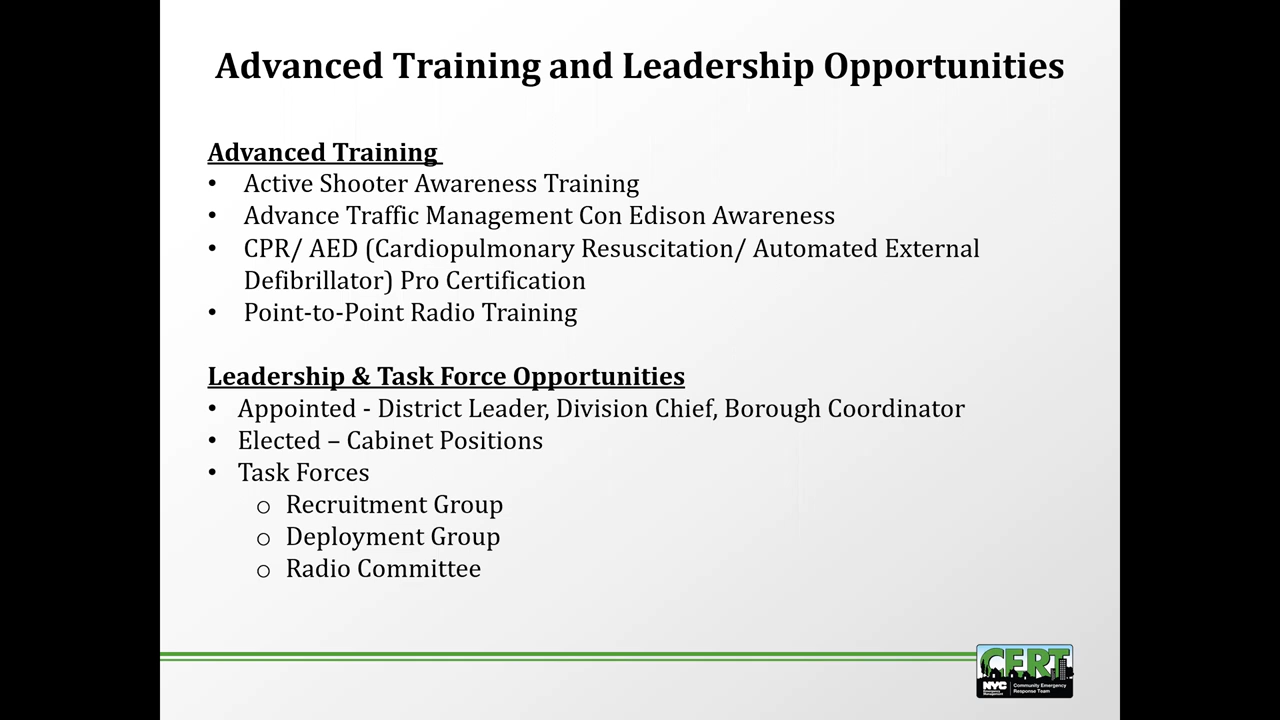 Advanced Training and Leadership Opportunities
Advanced Training
• Active Shooter Awareness Training
• Advance Traffic Management Con Edison Awareness
• CPR/ AED (Cardiopulmonary Resuscitation/ Automated External
Defibrillator) Pro Certification
• Point-to-Point Radio Training
Leadership & Task Force Opportunities
• Appointed - District Leader, Division Chief, Borough Coordinator
• Elected – Cabinet Positions
• Task Forces
o Recruitment Group
o Deployment Group
o Radio Committee
CERT
NYC
Emergency
Management
Community Emergency
Response Team